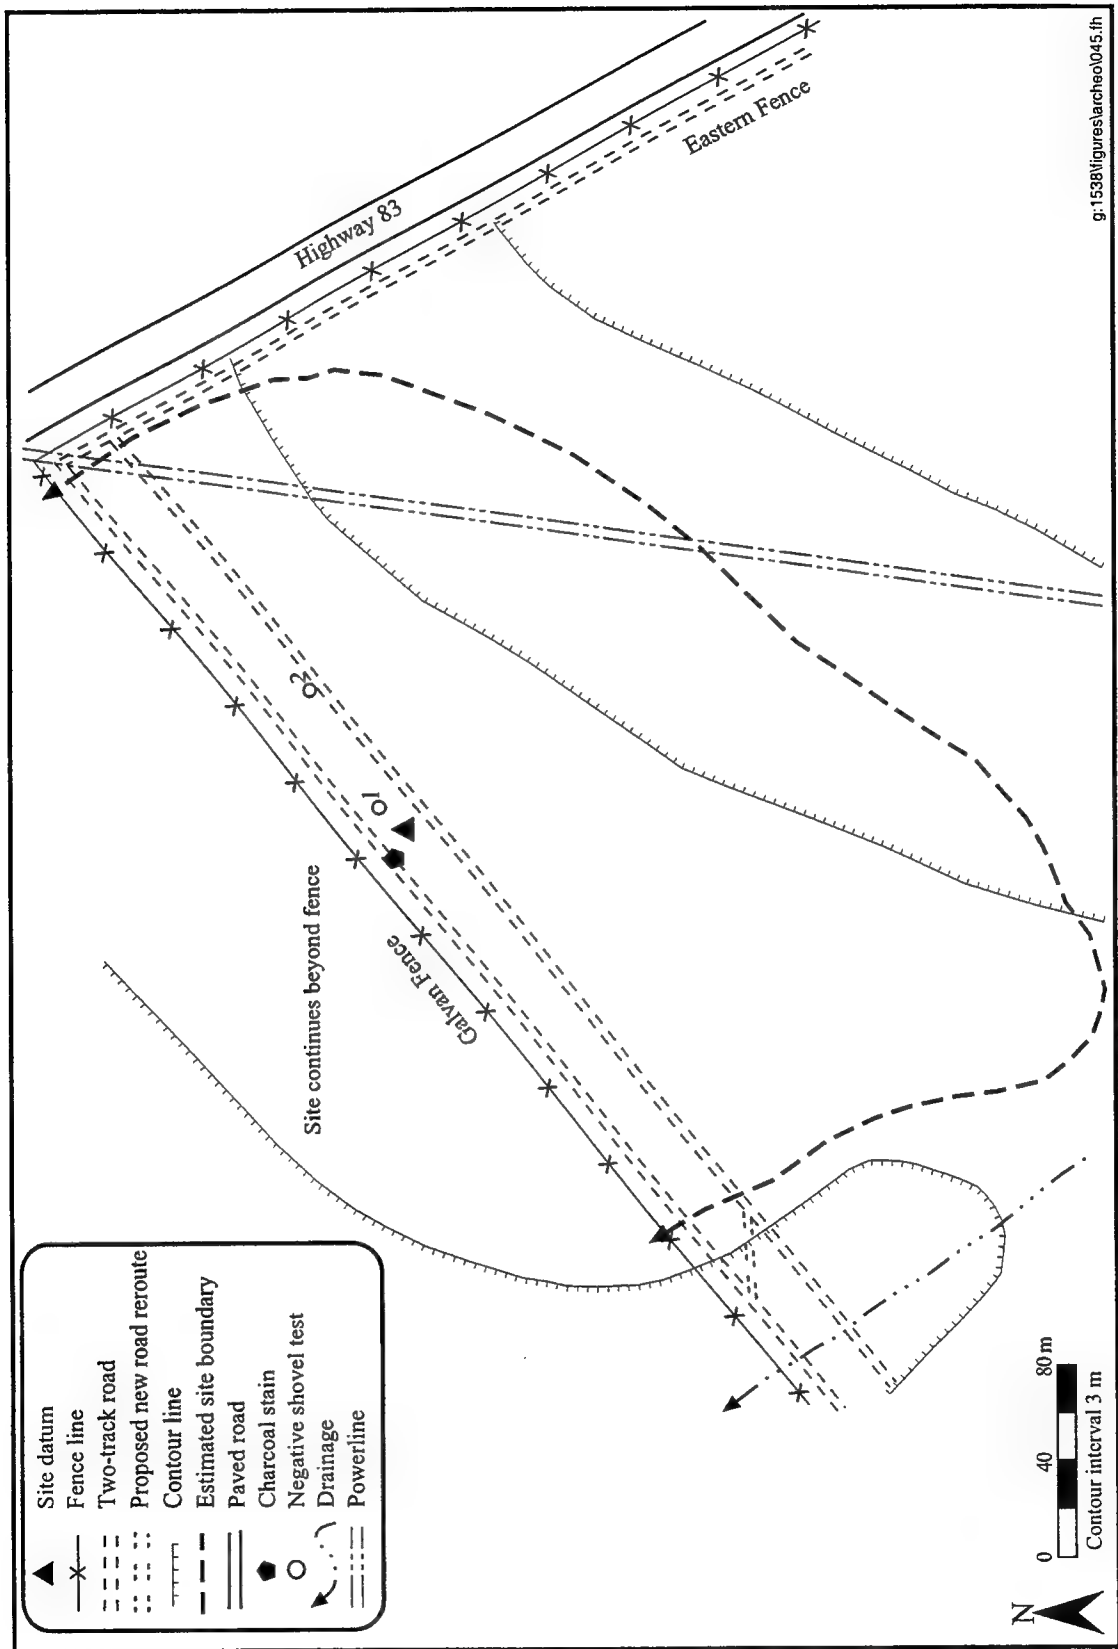 Site datum
Fence line
Two-track road
Proposed new road reroute
Contour line
Estimated site boundary
Paved road
Charcoal stain
Negative shovel test
Drainage
Powerline
Site continues beyond fence
Galvan Fence
1
2
Highway 83
Eastern Fence
N
0 40 80 m
Contour interval 3 m
g:1538\figures\archeo\045.fh